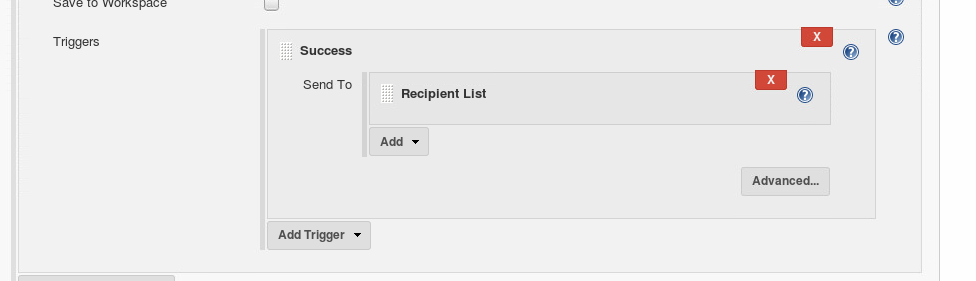 Save to Workspace
Triggers
X
Success
Send To
X
Recipient List
Add
Advanced...
Add Trigger